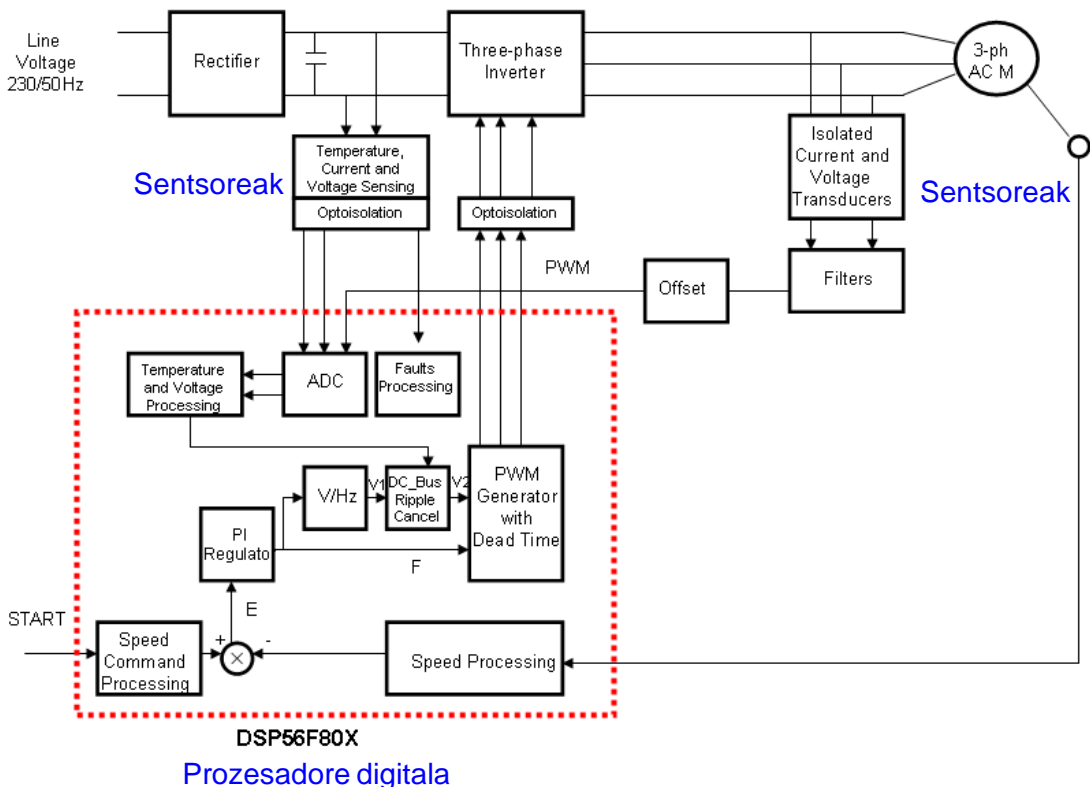 Line
Voltage
230/50Hz
Rectifier
Three-phase
Inverter
3-ph
AC M
Temperature,
Current and
Voltage Sensing
Optoisolation
Sentsoreak
Optoisolation
Isolated
Current and
Voltage
Transducers
Sentsoreak
PWM
Offset
Filters
Temperature
and Voltage
Processing
ADC
Faults
Processing
V/Hz
V1
DC_Bus
Ripple
Cancel
V2
PWM
Generator
with
Dead Time
PI
Regulato
F
E
START
Speed
Command
Processing
+
-
Speed Processing
DSP56F80X
Prozesadore digitala